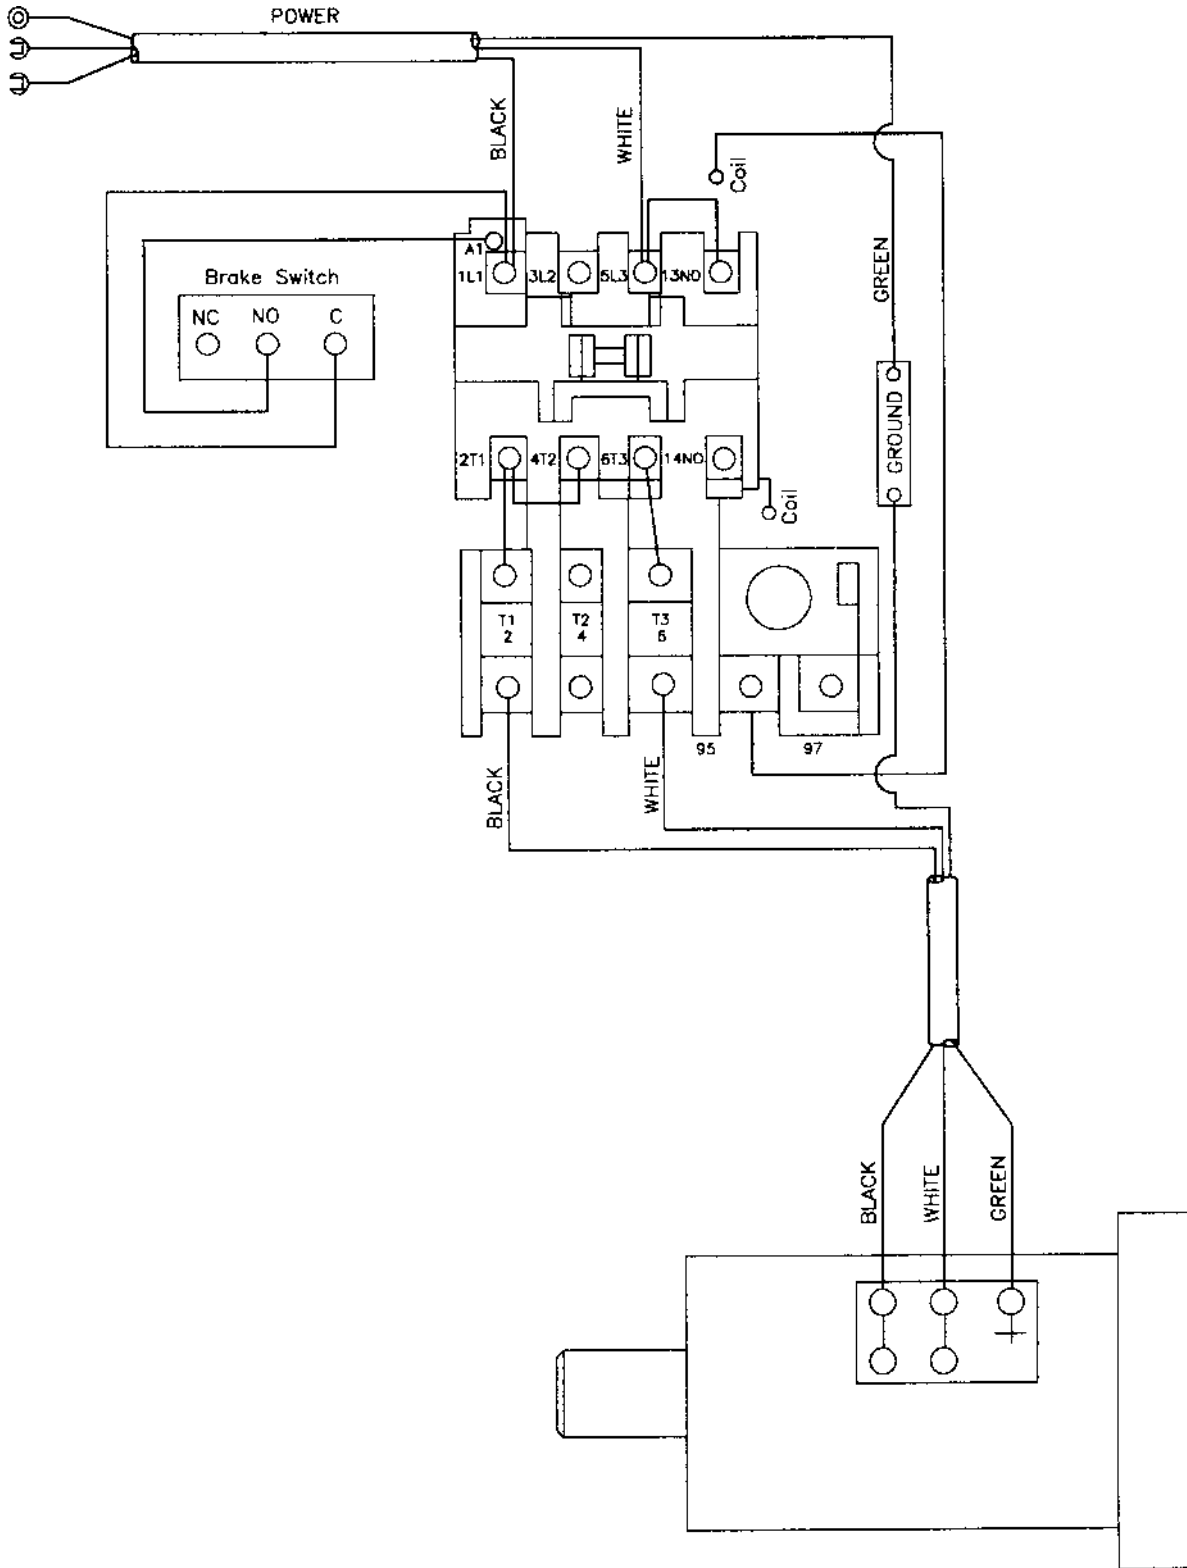 POWER
BLACK
WHITE
Coil
A1
1L1 3L2 5L3 13NO
GREEN
Brake Switch
NC NO C
GROUND
2T1 4T2 6T3 14NO
Coil
T1 T2 T3
2 4 6
95 97
BLACK
WHITE
BLACK
WHITE
GREEN